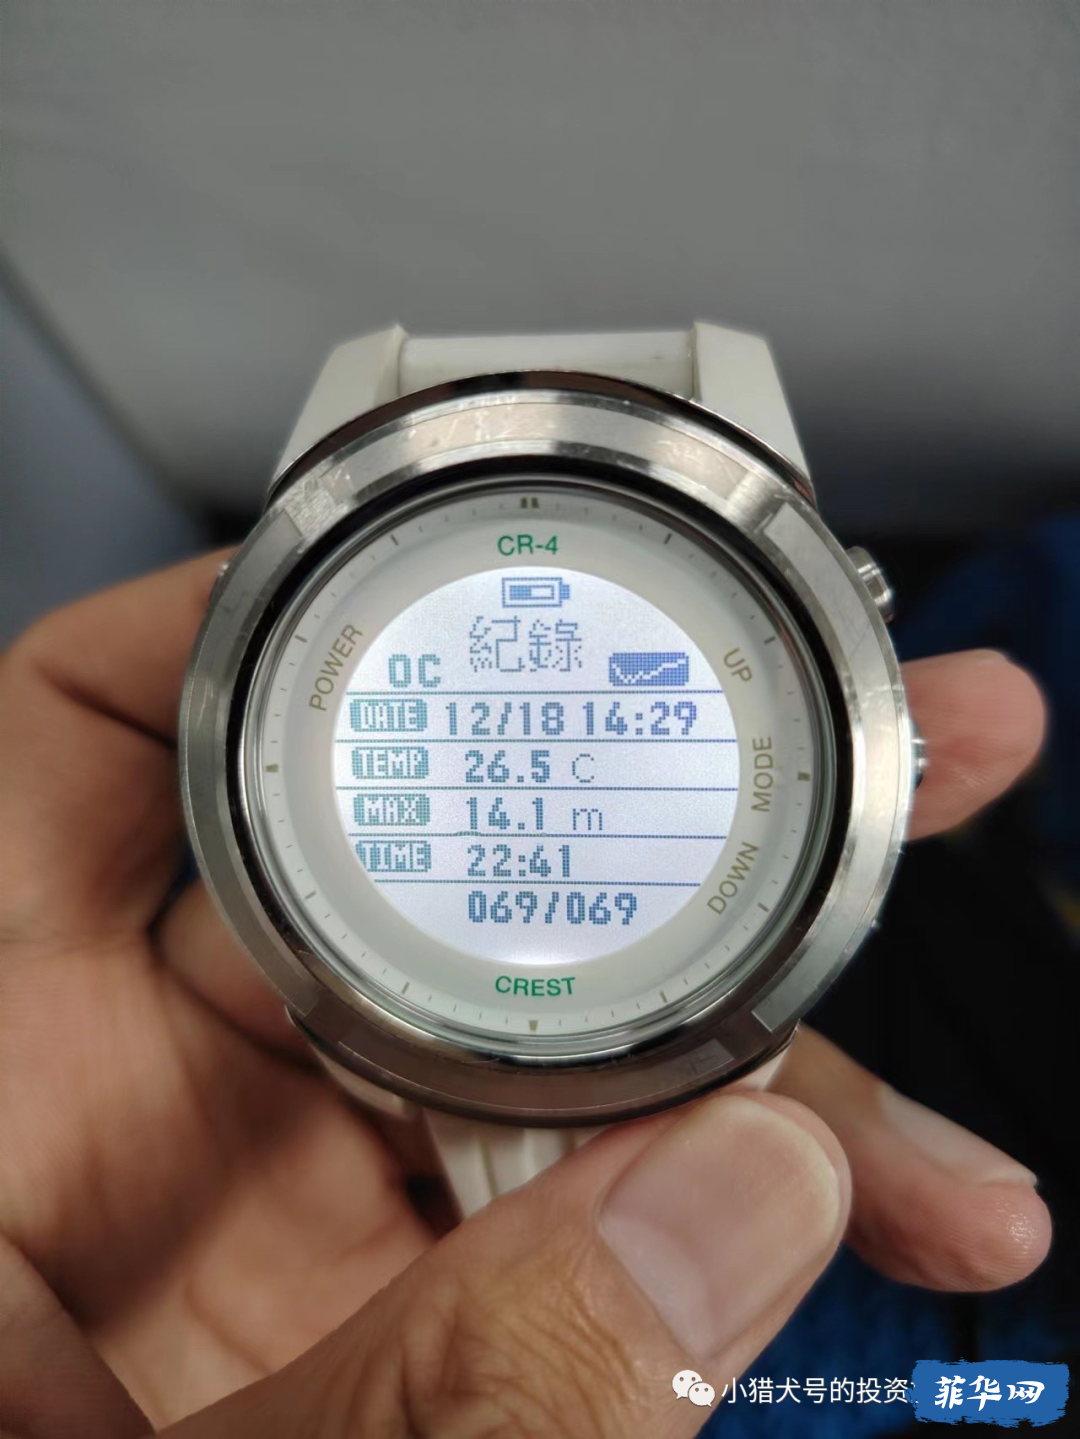 CR-4
紀錄
OC
DATE 12/18 14:29
TEMP 26.5 C
MAX 14.1 m
TIME 22:41
069/069
CREST
POWER
UP
MODE
DOWN
小猎犬号的投资
菲华网